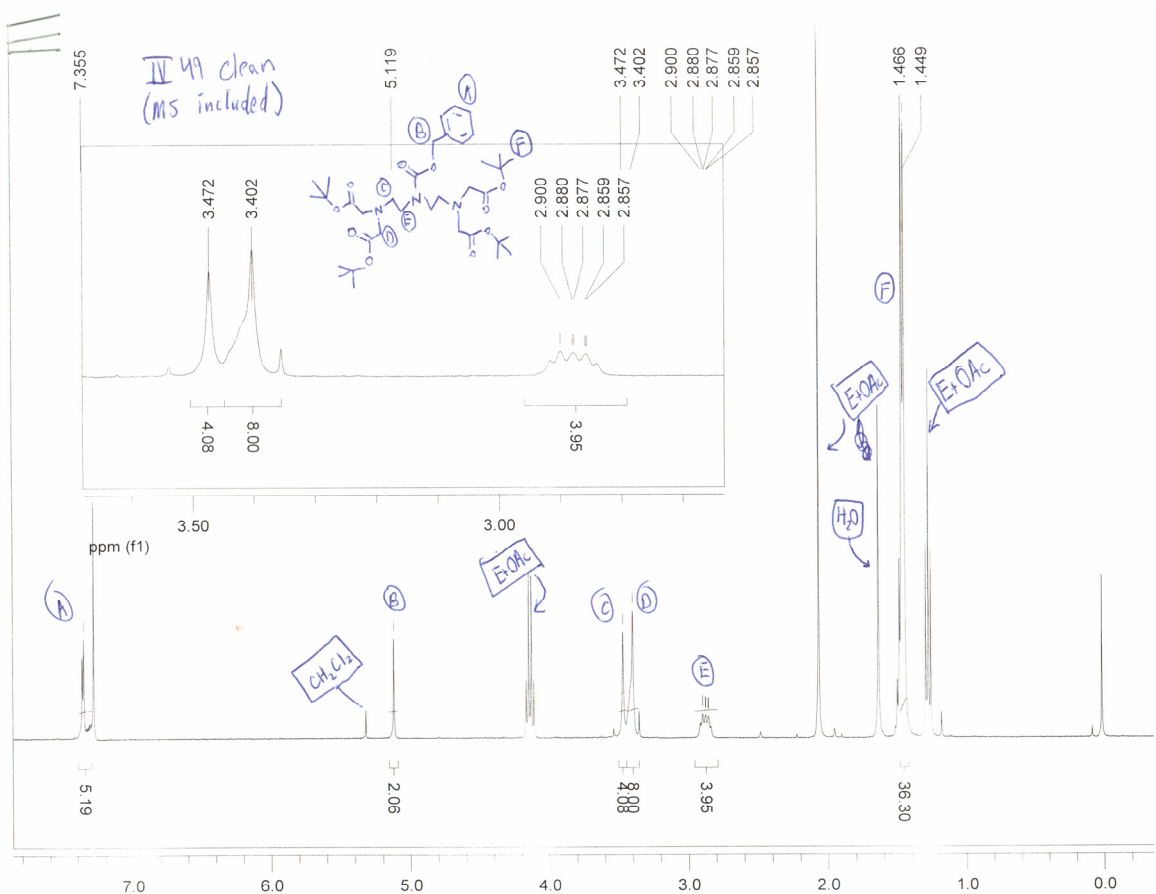 IV 49 clean
(MS included)
7.355
5.119
3.472
3.402
2.900
2.880
2.877
2.859
2.857
1.466
1.449
3.472
3.402
2.900
2.880
2.877
2.859
2.857
A
B
F
O
O
O
N
N
N
G
E
D
O
O
O
O
O
O
O
O
4.08
8.00
3.95
3.50
3.00
ppm (f1)
F
EtOAc
EtOAc
H₂O
EtOAc
A
B
C
D
E
CH₂Cl₂
5.19
2.06
4.08
8.00
3.95
36.30
7.0
6.0
5.0
4.0
3.0
2.0
1.0
0.0